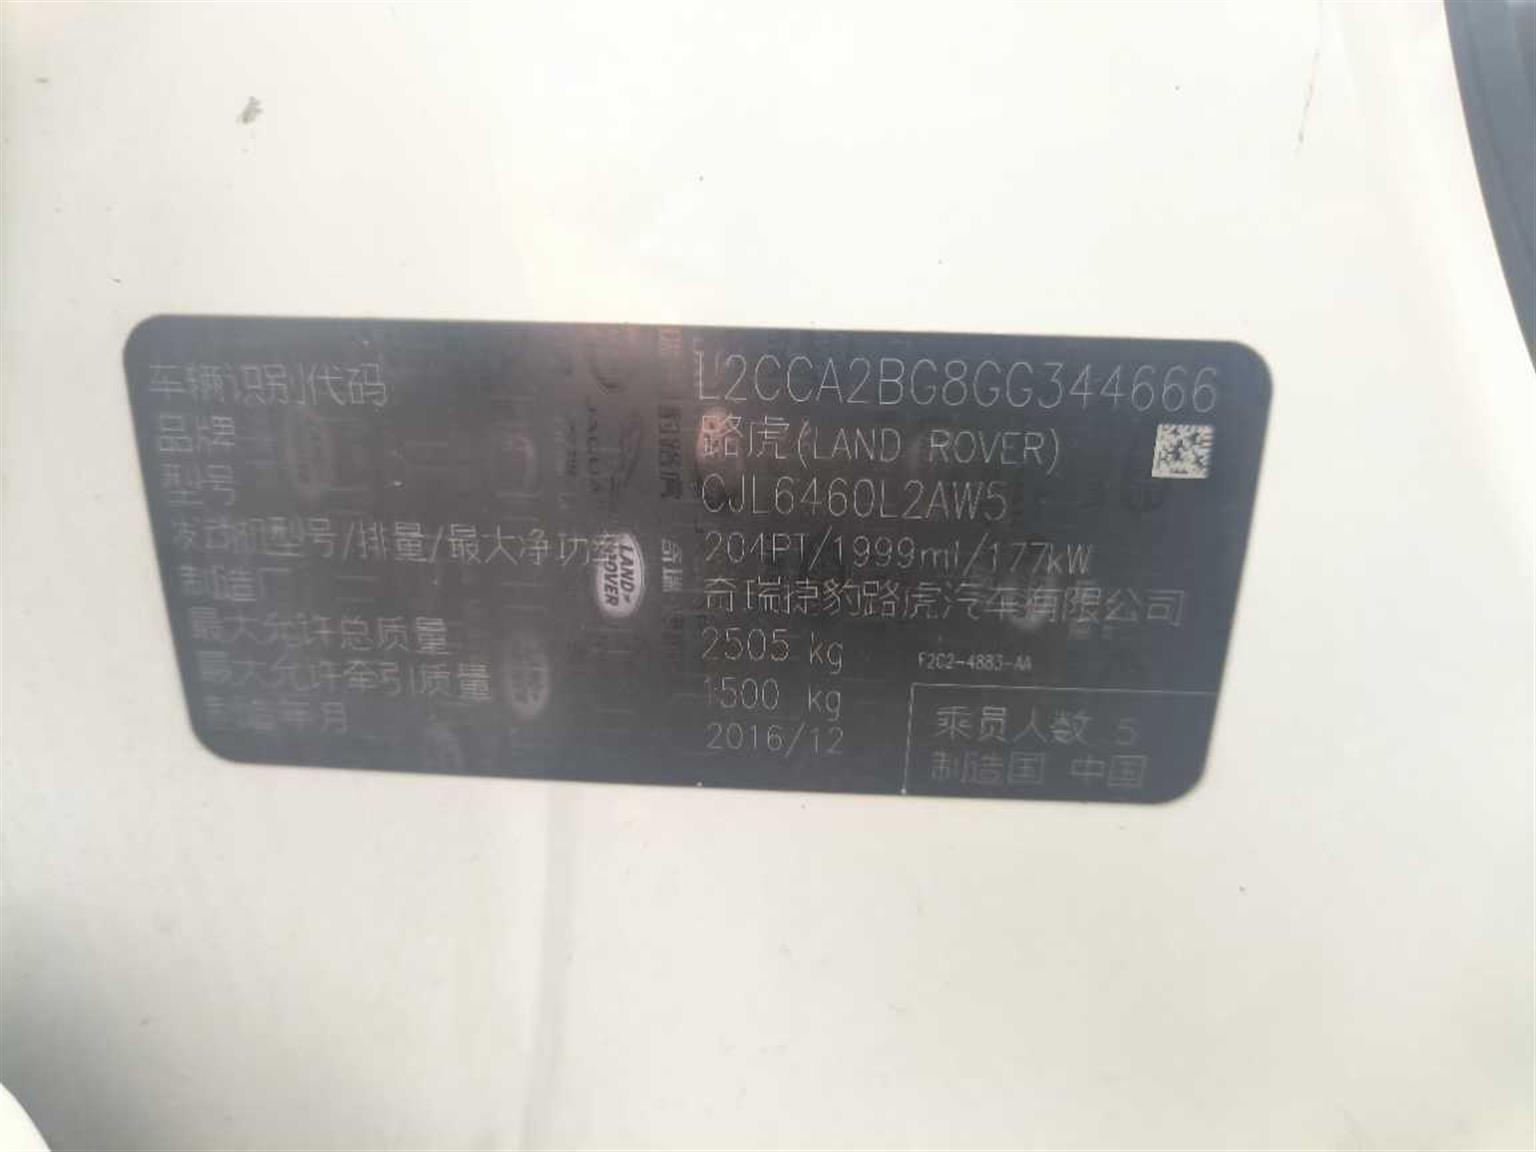 车辆识别代码 L2CCA2BG8GG344666
品牌 路虎(LAND ROVER)
型号 CJL6460L2AW5
发动机型号/排量/最大净功率 204PT/1999ml/177kW
制造厂 奇瑞捷豹路虎汽车有限公司
最大允许总质量 2505 kg
F2C2-4883-AA
最大允许牵引质量 1500 kg
制造年月 2016/12
乘员人数 5
制造国 中国
LAND-
ROVER